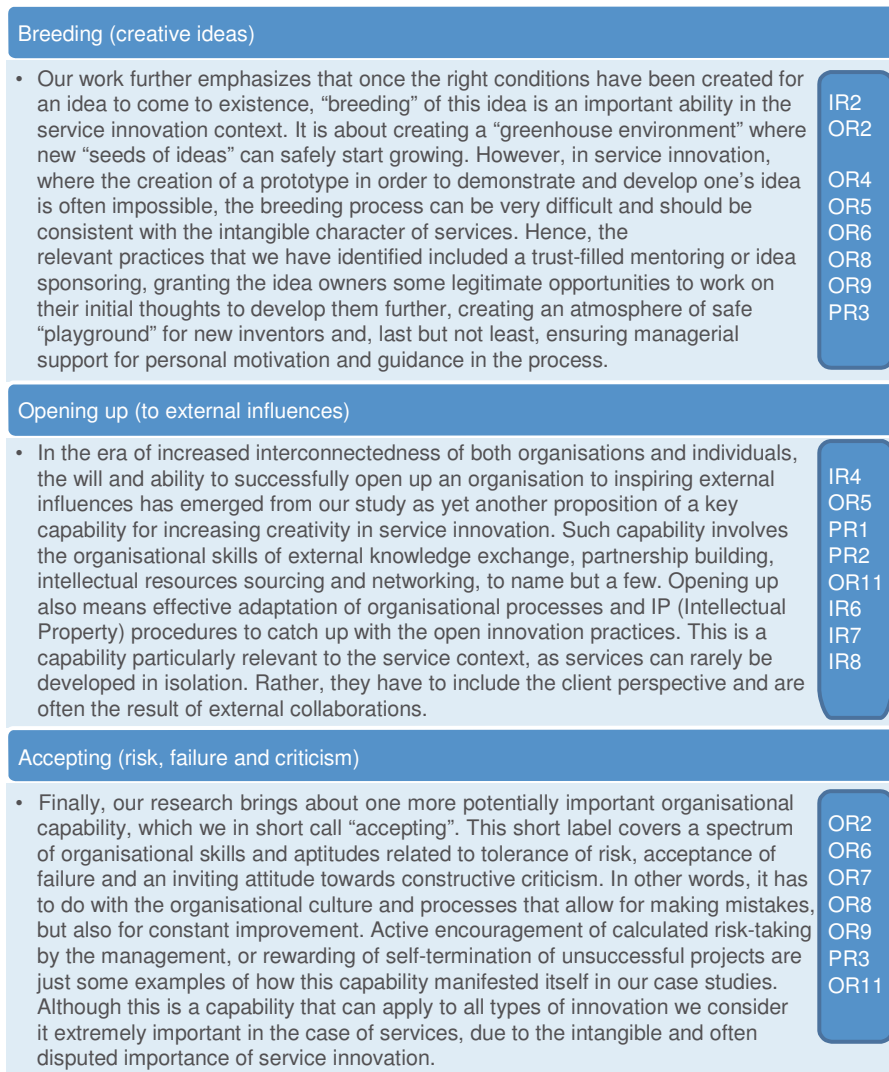 Breeding (creative ideas)
• Our work further emphasizes that once the right conditions have been created for
an idea to come to existence, “breeding” of this idea is an important ability in the
service innovation context. It is about creating a “greenhouse environment” where
new “seeds of ideas” can safely start growing. However, in service innovation,
where the creation of a prototype in order to demonstrate and develop one’s idea
is often impossible, the breeding process can be very difficult and should be
consistent with the intangible character of services. Hence, the
relevant practices that we have identified included a trust-filled mentoring or idea
sponsoring, granting the idea owners some legitimate opportunities to work on
their initial thoughts to develop them further, creating an atmosphere of safe
“playground” for new inventors and, last but not least, ensuring managerial
support for personal motivation and guidance in the process.
IR2
OR2
OR4
OR5
OR6
OR8
OR9
PR3
Opening up (to external influences)
• In the era of increased interconnectedness of both organisations and individuals,
the will and ability to successfully open up an organisation to inspiring external
influences has emerged from our study as yet another proposition of a key
capability for increasing creativity in service innovation. Such capability involves
the organisational skills of external knowledge exchange, partnership building,
intellectual resources sourcing and networking, to name but a few. Opening up
also means effective adaptation of organisational processes and IP (Intellectual
Property) procedures to catch up with the open innovation practices. This is a
capability particularly relevant to the service context, as services can rarely be
developed in isolation. Rather, they have to include the client perspective and are
often the result of external collaborations.
IR4
OR5
PR1
PR2
OR11
IR6
IR7
IR8
Accepting (risk, failure and criticism)
• Finally, our research brings about one more potentially important organisational
capability, which we in short call “accepting”. This short label covers a spectrum
of organisational skills and aptitudes related to tolerance of risk, acceptance of
failure and an inviting attitude towards constructive criticism. In other words, it has
to do with the organisational culture and processes that allow for making mistakes,
but also for constant improvement. Active encouragement of calculated risk-taking
by the management, or rewarding of self-termination of unsuccessful projects are
just some examples of how this capability manifested itself in our case studies.
Although this is a capability that can apply to all types of innovation we consider
it extremely important in the case of services, due to the intangible and often
disputed importance of service innovation.
OR2
OR6
OR7
OR8
OR9
PR3
OR11